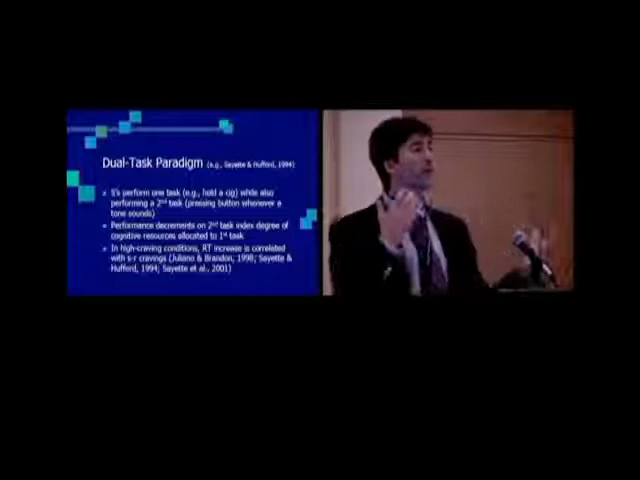 Dual-Task Paradigm (e.g., Sayette & Hufford, 1994)
S's perform one task (e.g., hold a cig) while also
performing a 2nd task (pressing button whenever a
tone sounds)
Performance decrements on 2nd task index degree of
cognitive resources allocated to 1st task
In high-craving conditions, RT increase is correlated
with s-r cravings (Juliano & Brandon, 1998; Sayette &
Hufford, 1994; Sayette et al., 2001)